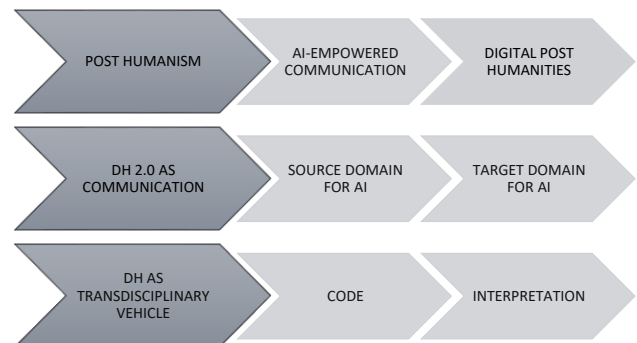 POST HUMANISM
AI-EMPOWERED
COMMUNICATION
DIGITAL POST
HUMANITIES
DH 2.0 AS
COMMUNICATION
SOURCE DOMAIN
FOR AI
TARGET DOMAIN
FOR AI
DH AS
TRANSDISCIPLINARY
VEHICLE
CODE
INTERPRETATION